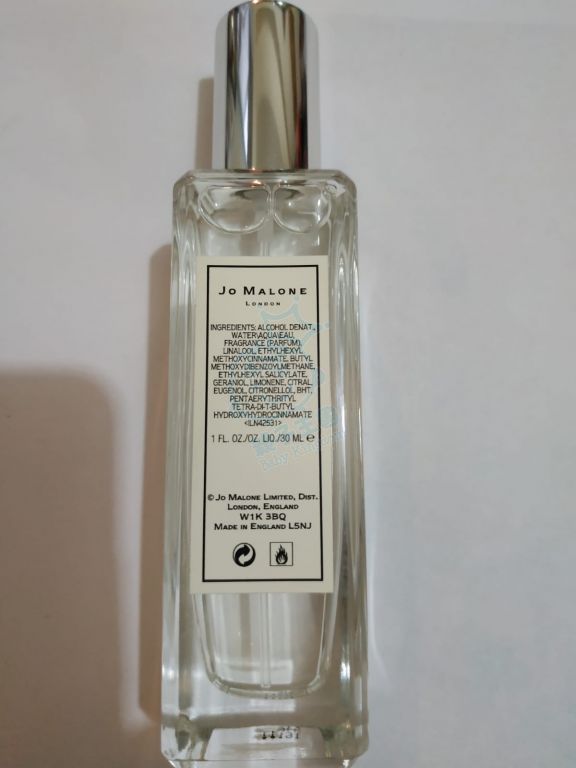 JO MALONE
LONDON
INGREDIENTS: ALCOHOL DENAT.,
WATER\AQUA\EAU,
FRAGRANCE (PARFUM),
LINALOOL, ETHYLHEXYL
METHOXYCINNAMATE, BUTYL
METHOXYDIBENZOYLMETHANE,
ETHYLHEXYL SALICYLATE,
GERANIOL, LIMONENE, CITRAL,
EUGENOL, CITRONELLOL, BHT,
PENTAERYTHRITYL
TETRA-DI-T-BUTYL
HYDROXYHYDROCINNAMATE
<ILN42531>
1 FL. OZ./OZ. LIQ./30 ML ℮
Baby Kingdom
© JO MALONE LIMITED, DIST.
LONDON, ENGLAND
W1K 3BQ
MADE IN ENGLAND L5NJ